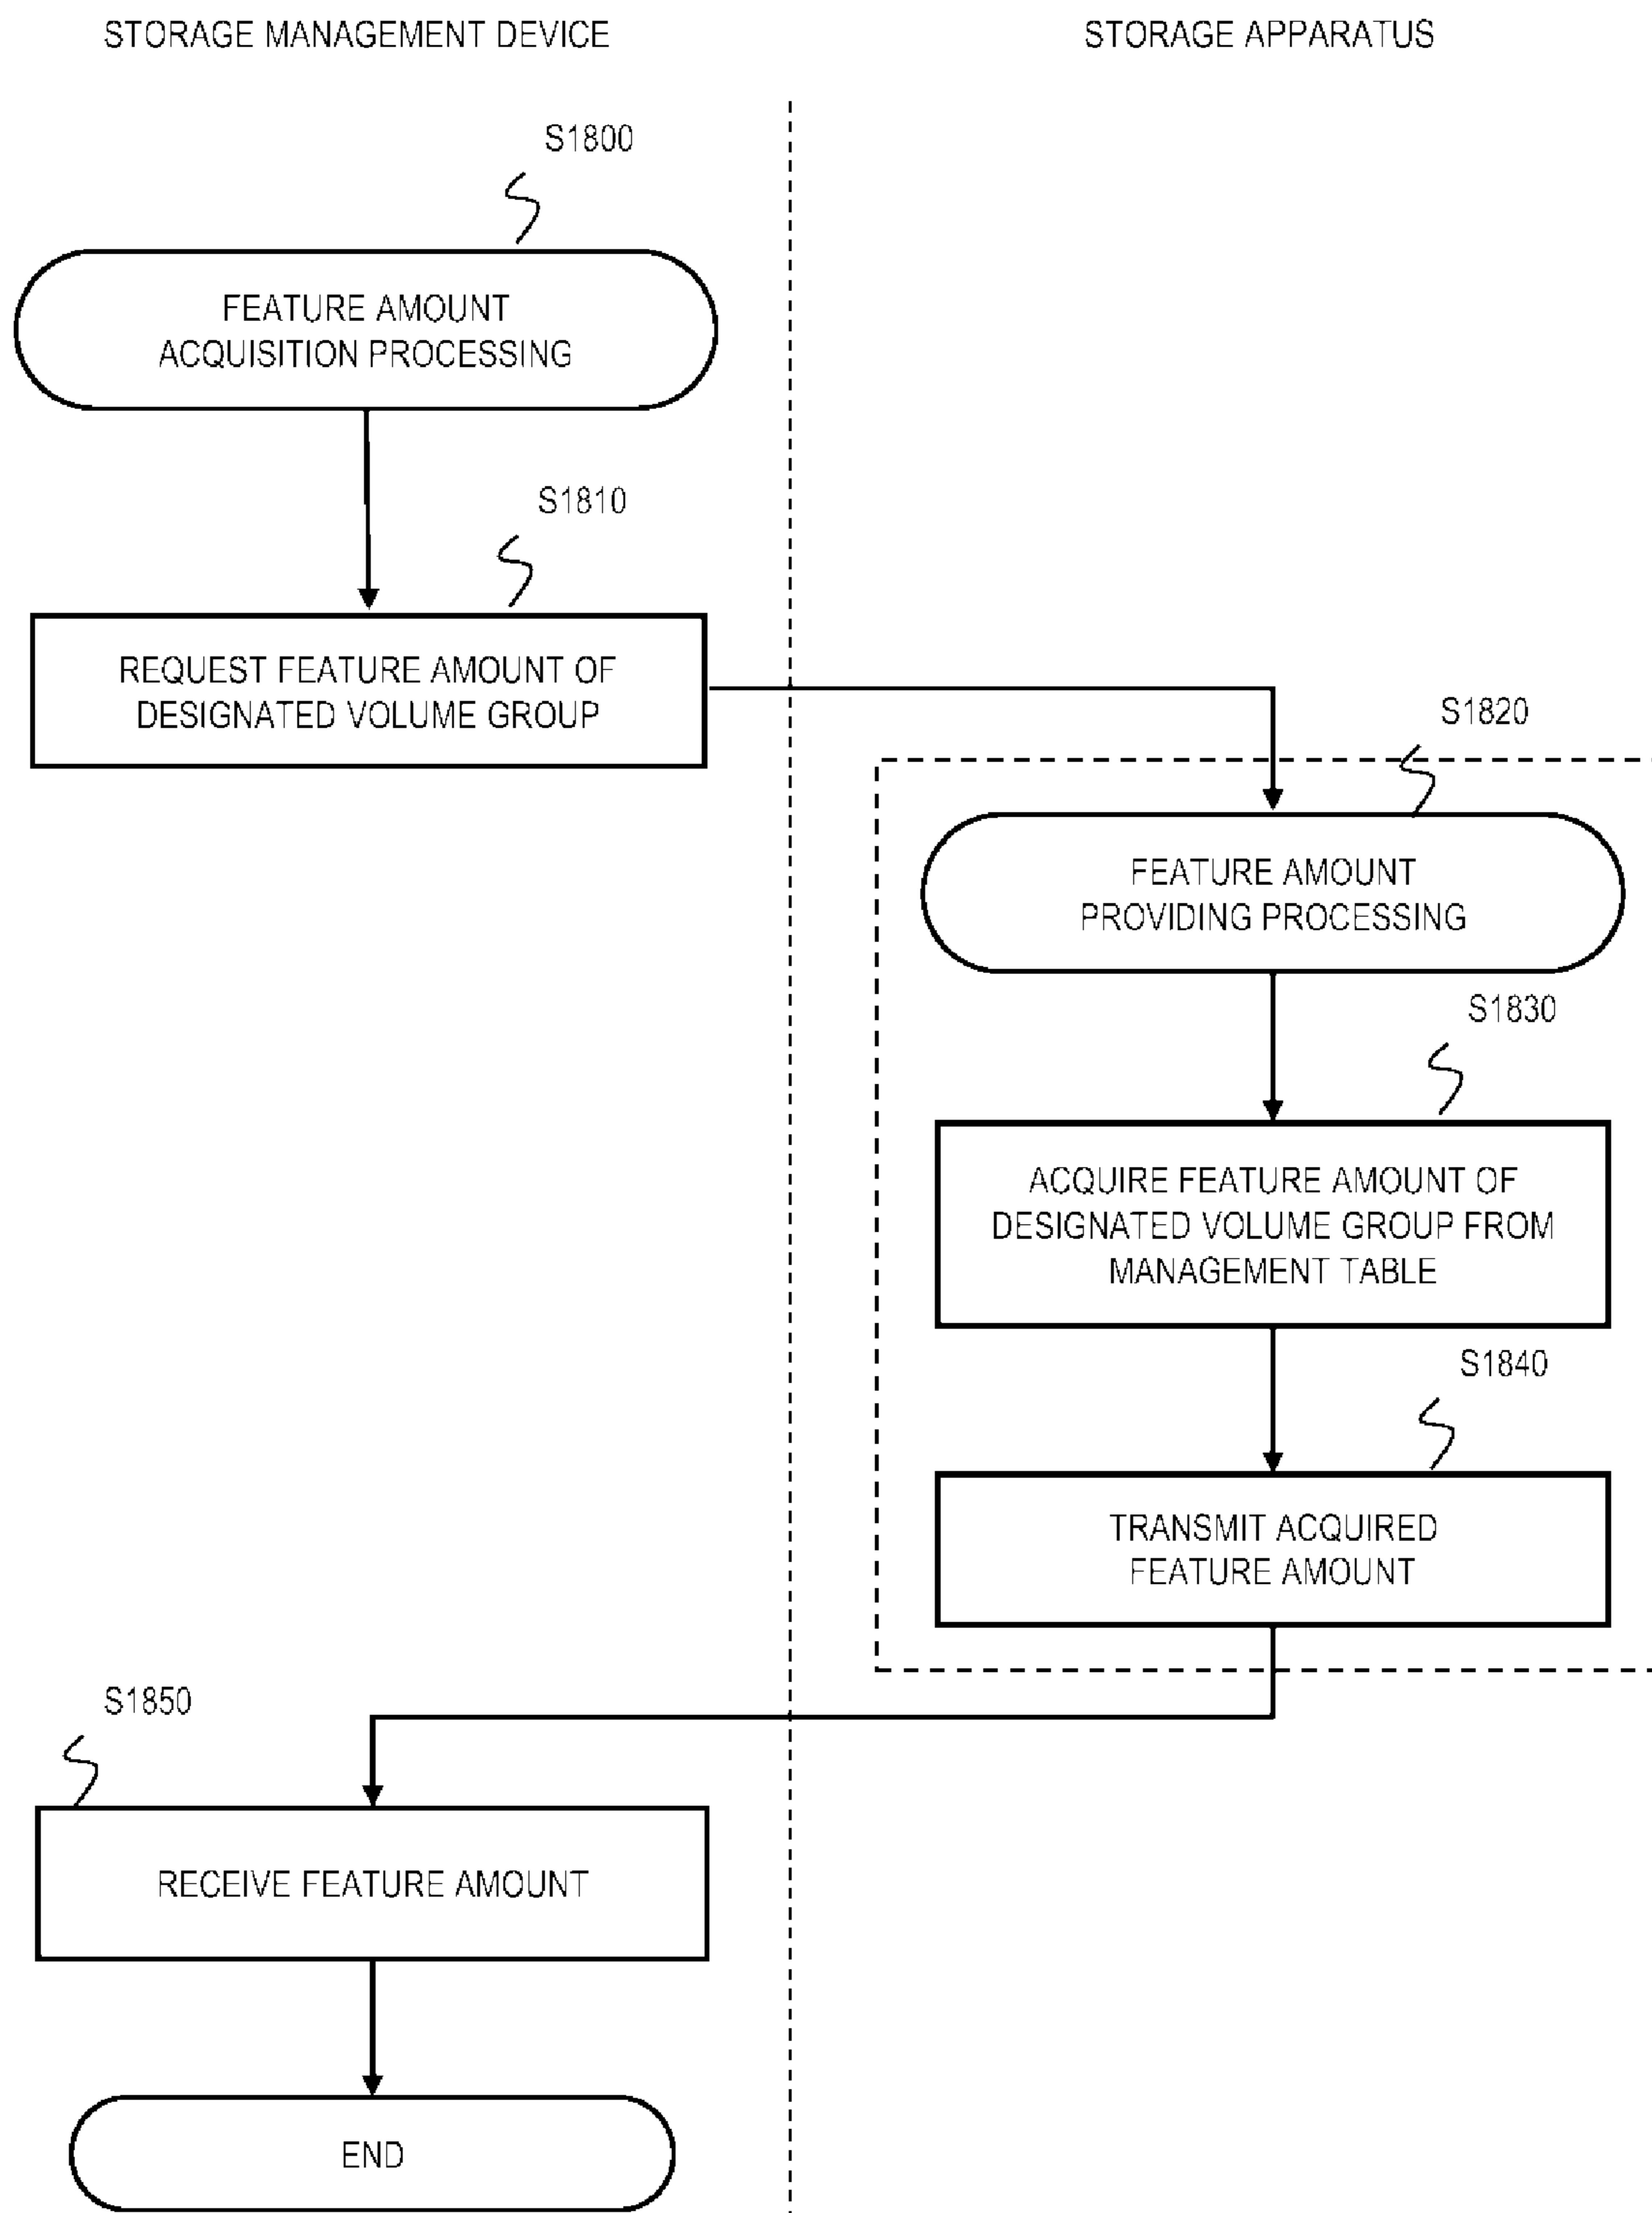 STORAGE MANAGEMENT DEVICE
STORAGE APPARATUS
S1800
FEATURE AMOUNT
ACQUISITION PROCESSING
S1810
REQUEST FEATURE AMOUNT OF
DESIGNATED VOLUME GROUP
S1820
FEATURE AMOUNT
PROVIDING PROCESSING
S1830
ACQUIRE FEATURE AMOUNT OF
DESIGNATED VOLUME GROUP FROM
MANAGEMENT TABLE
S1840
TRANSMIT ACQUIRED
FEATURE AMOUNT
S1850
RECEIVE FEATURE AMOUNT
END